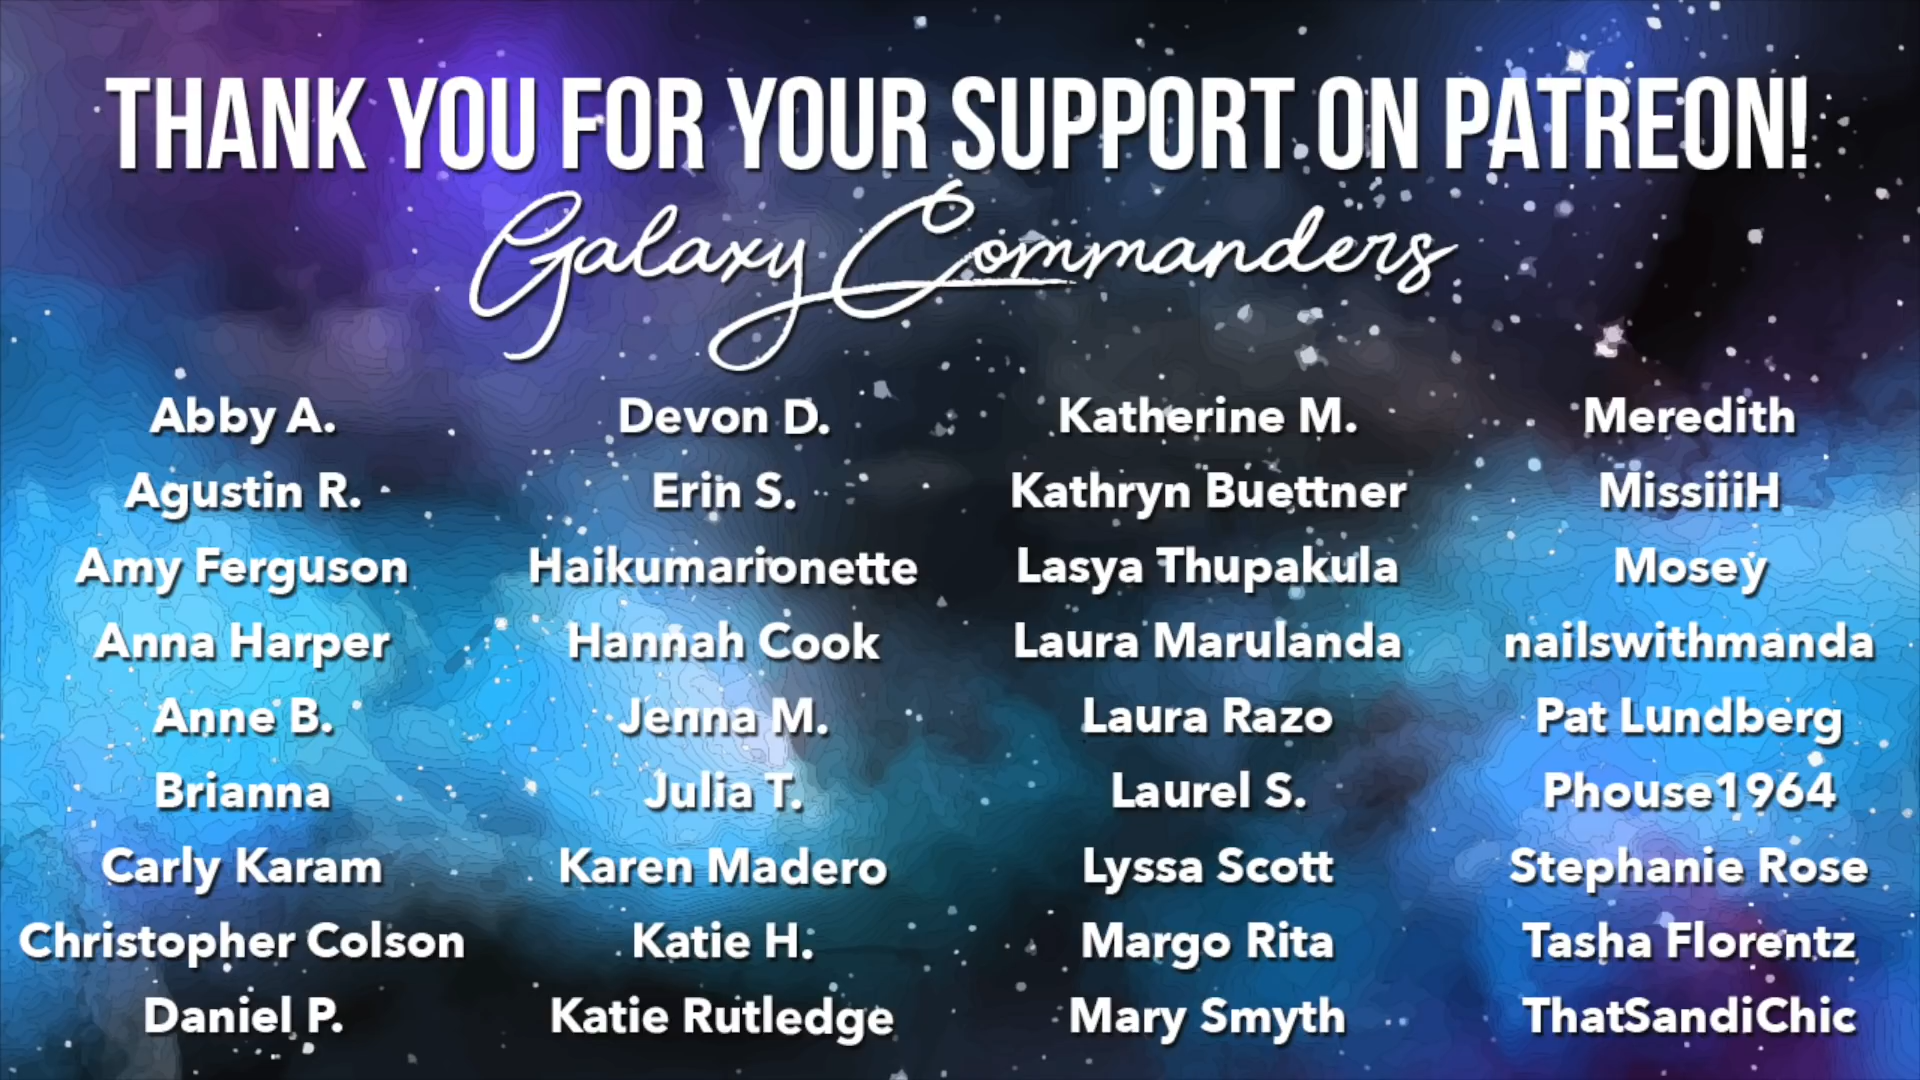 THANK YOU FOR YOUR SUPPORT ON PATREON!
Galaxy Commanders
Abby A.
Agustin R.
Amy Ferguson
Anna Harper
Anne B.
Brianna
Carly Karam
Christopher Colson
Daniel P.
Devon D.
Erin S.
Haikumarionette
Hannah Cook
Jenna M.
Julia T.
Karen Madero
Katie H.
Katie Rutledge
Katherine M.
Kathryn Buettner
Lasya Thupakula
Laura Marulanda
Laura Razo
Laurel S.
Lyssa Scott
Margo Rita
Mary Smyth
Meredith
MissiiiH
Mosey
nailswithmanda
Pat Lundberg
Phouse1964
Stephanie Rose
Tasha Florentz
ThatSandiChic